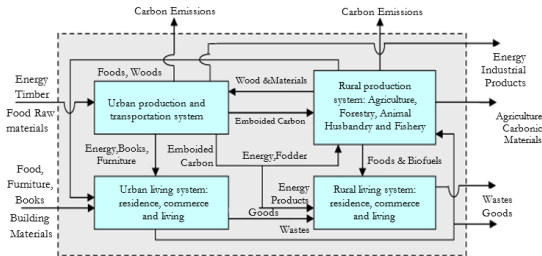 Carbon Emissions
Carbon Emissions
Energy
Timber
Food Raw
materials
Foods, Woods
Wood &Materials
Energy
Industrial
Products
Urban production and
transportation system
Rural production
system: Agriculture,
Forestry, Animal
Husbandry and Fishery
Emboided Carbon
Agriculture
Carbonic
Materials
Energy,Books,
Furniture
Emboided
Carbon
Energy,Fodder
Foods & Biofuels
Food,
Fumiture,
Books
Building
Materials
Urban living system:
residence, commerce
and living
Energy
Products
Goods
Wastes
Rural living system:
residence, commerce
and living
Wastes
Goods